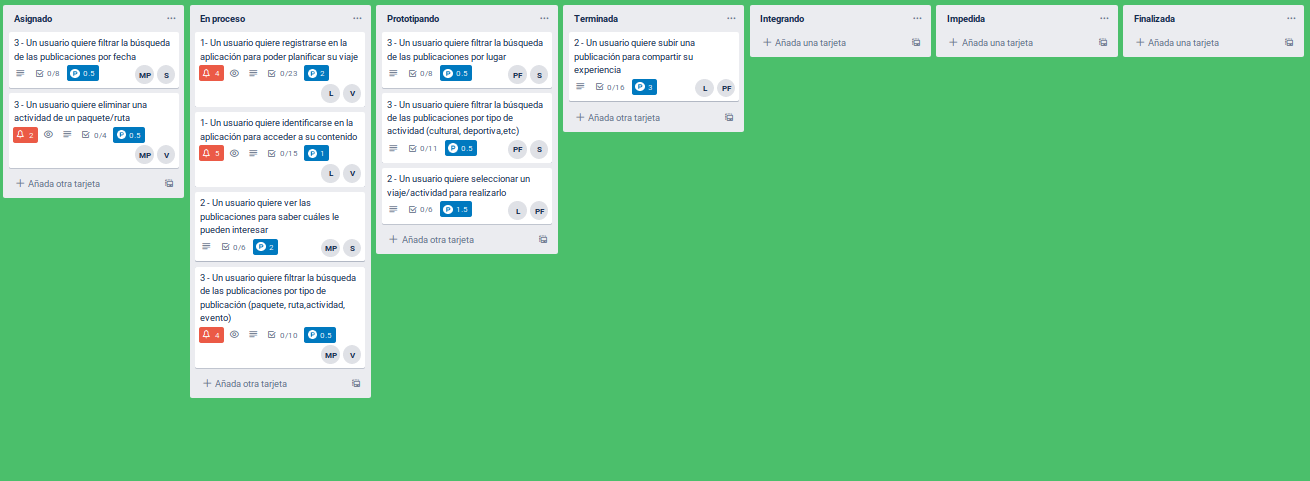 Asignado
3 - Un usuario quiere filtrar la búsqueda
de las publicaciones por fecha
0/8 P 0.5 MP S
3 - Un usuario quiere eliminar una
actividad de un paquete/ruta
2 0/4 P 0.5
MP V
Añada otra tarjeta
En proceso
1- Un usuario quiere registrarse en la
aplicación para poder planificar su viaje
4 0/23 P 2
L V
1- Un usuario quiere identificarse en la
aplicación para acceder a su contenido
5 0/15 P 1
L V
2 - Un usuario quiere ver las
publicaciones para saber cuáles le
pueden interesar
0/6 P 2 MP S
3 - Un usuario quiere filtrar la búsqueda
de las publicaciones por tipo de
publicación (paquete, ruta,actividad,
evento)
4 0/10 P 0.5
MP V
Añada otra tarjeta
Prototipando
3 - Un usuario quiere filtrar la búsqueda
de las publicaciones por lugar
0/8 P 0.5 PF S
3 - Un usuario quiere filtrar la búsqueda
de las publicaciones por tipo de
actividad (cultural, deportiva,etc)
0/11 P 0.5 PF S
2 - Un usuario quiere seleccionar un
viaje/actividad para realizarlo
0/6 P 1.5 L PF
Añada otra tarjeta
Terminada
2 - Un usuario quiere subir una
publicación para compartir su
experiencia
0/16 P 3 L PF
Añada otra tarjeta
Integrando
Añada una tarjeta
Impedida
Añada una tarjeta
Finalizada
Añada una tarjeta